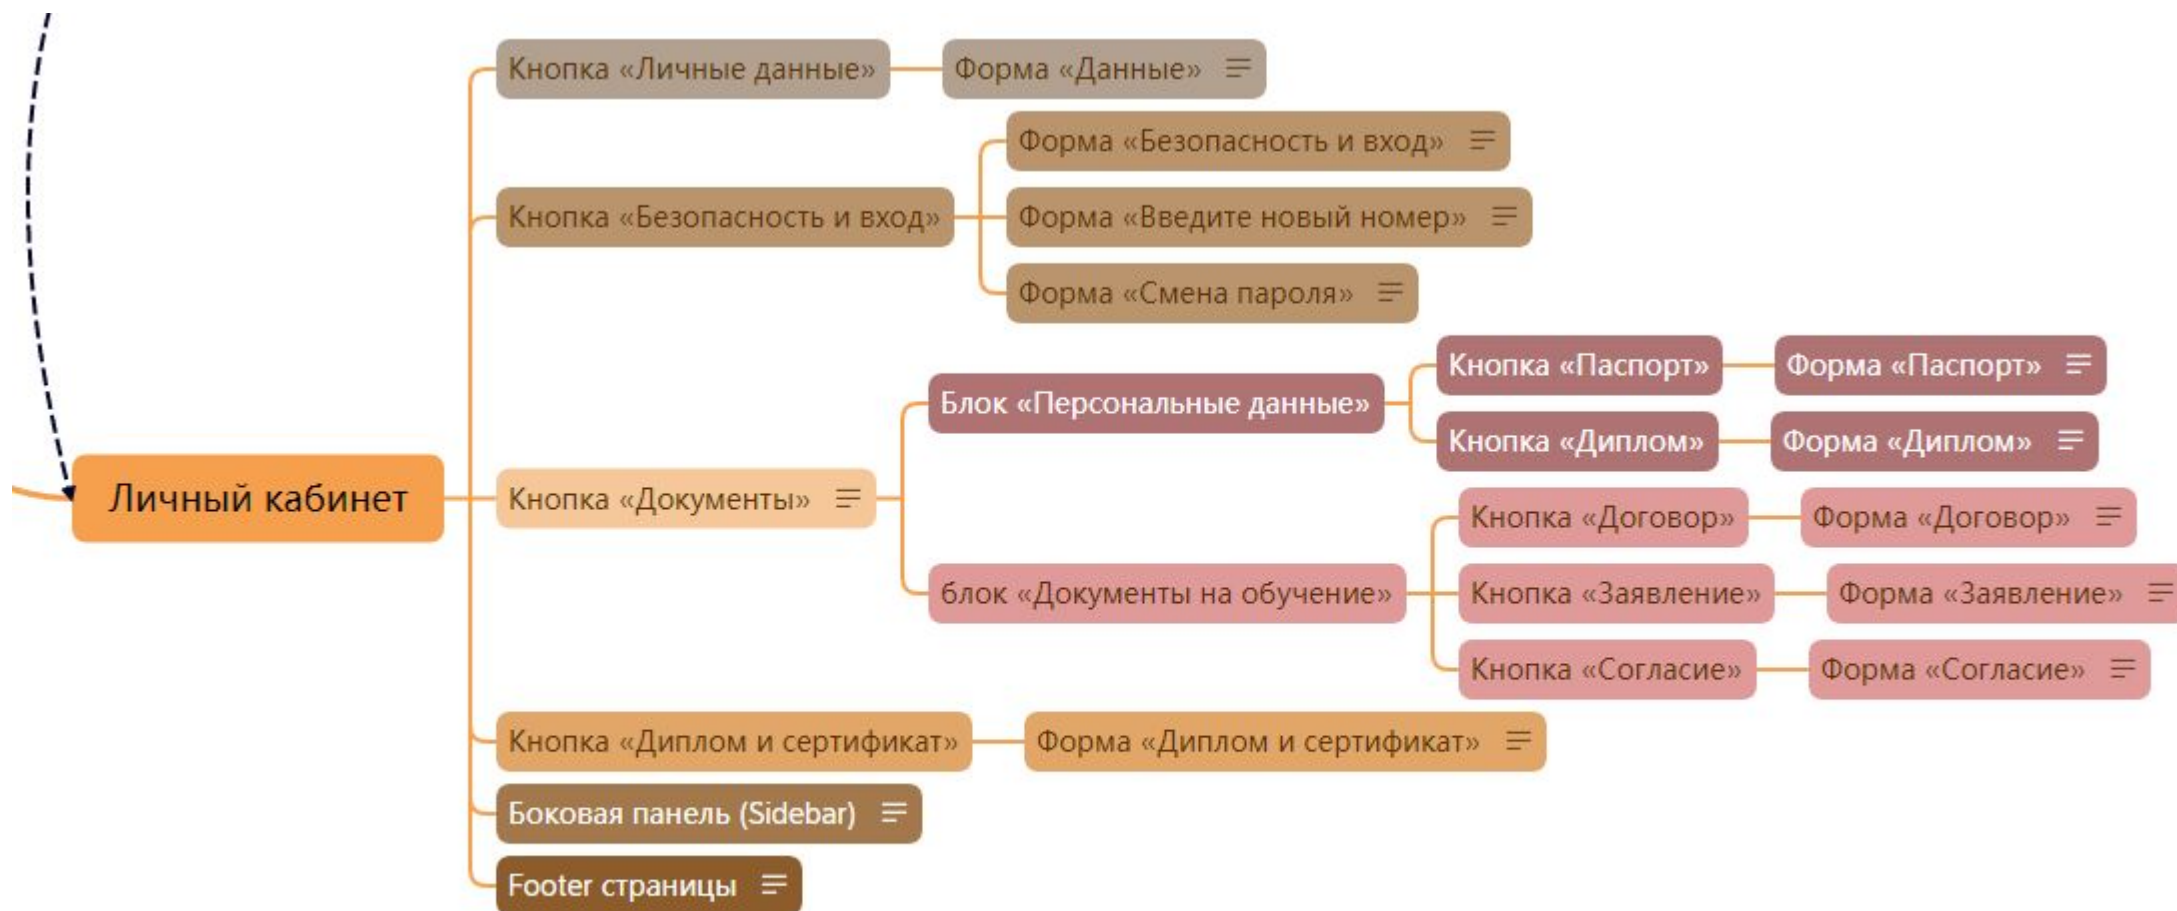 Кнопка «Личные данные»
Форма «Данные»
Форма «Безопасность и вход»
Кнопка «Безопасность и вход»
Форма «Введите новый номер»
Форма «Смена пароля»
Кнопка «Паспорт»
Форма «Паспорт»
Блок «Персональные данные»
Кнопка «Диплом»
Форма «Диплом»
Личный кабинет
Кнопка «Документы»
Кнопка «Договор»
Форма «Договор»
блок «Документы на обучение»
Кнопка «Заявление»
Форма «Заявление»
Кнопка «Согласие»
Форма «Согласие»
Кнопка «Диплом и сертификат»
Форма «Диплом и сертификат»
Боковая панель (Sidebar)
Footer страницы